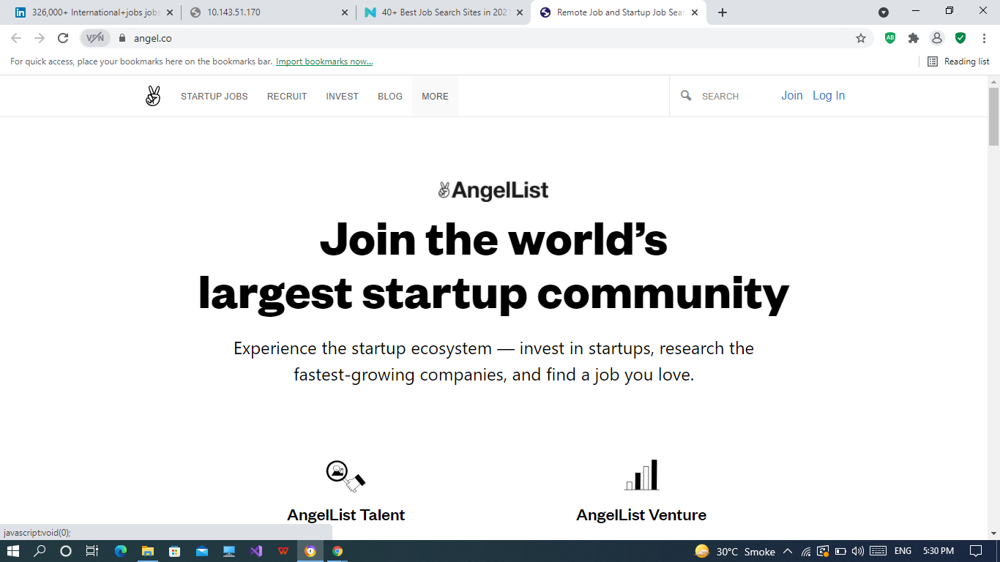 326,000+ International+jobs jobs
10.143.51.170
40+ Best Job Search Sites in 2021
Remote Job and Startup Job Sear
VPN
angel.co
For quick access, place your bookmarks here on the bookmarks bar. Import bookmarks now...
Reading list
STARTUP JOBS
RECRUIT
INVEST
BLOG
MORE
SEARCH
Join
Log In
AngelList
Join the world’s
largest startup community
Experience the startup ecosystem — invest in startups, research the
fastest-growing companies, and find a job you love.
AngelList Talent
AngelList Venture
javascript:void(0);
30°C Smoke
ENG
5:30 PM